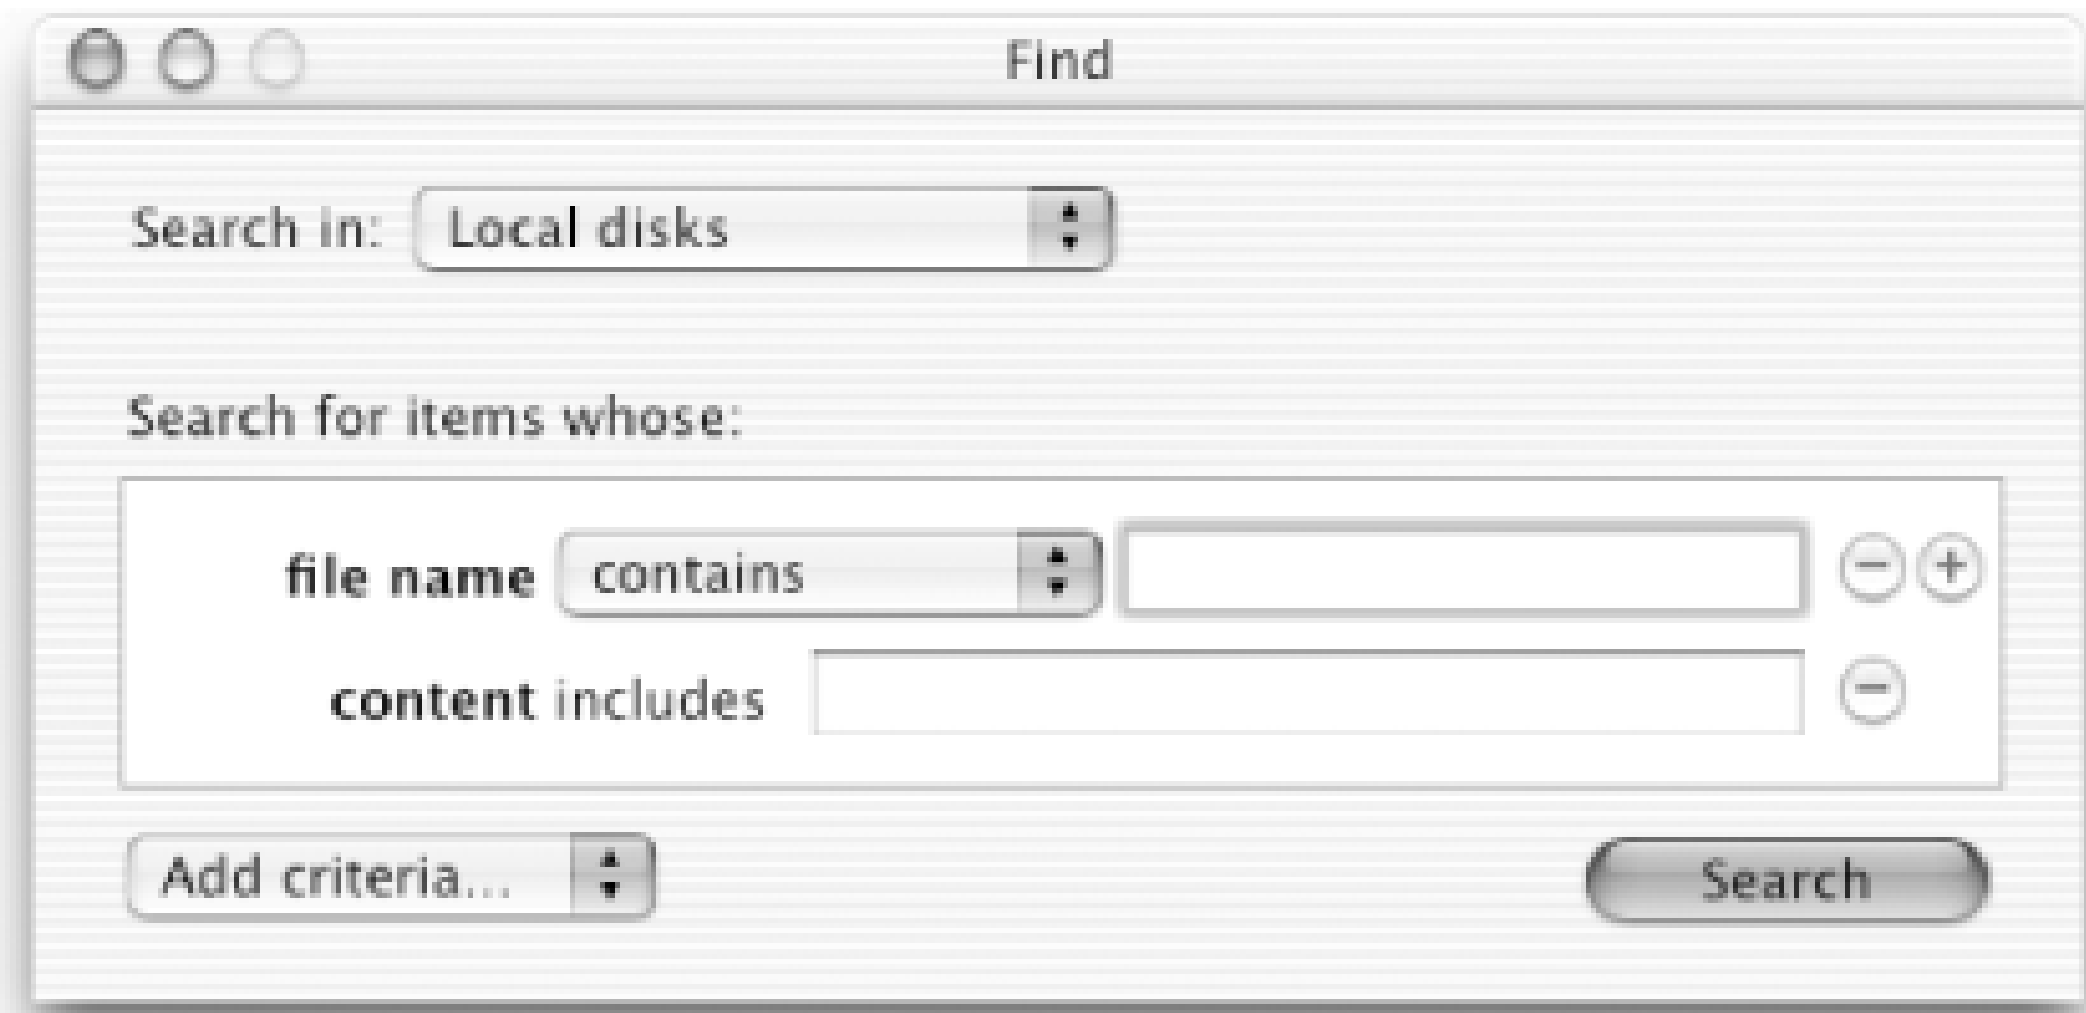 Find
Search in: Local disks
Search for items whose:
file name contains
content includes
Add criteria...
Search